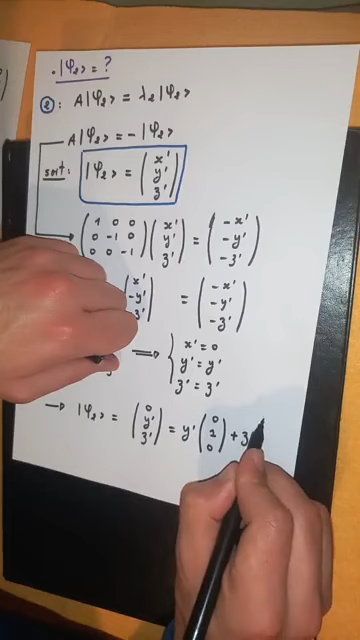 . |φ₂> = ?
②: A|φ₂> = λ₂|φ₂>
A|φ₂> = -|φ₂>
soit: |φ₂> = (x' y' z')
(1 0 0 0 -1 0 0 0 -1)(x' y' z') = (-x' -y' -z')
x' -y' = (-x' -y' -z')
⟹ { x' = 0
y' = y'
z' = z'
→ |φ₂> = (0 y' z') = y'(0 1 0) + z